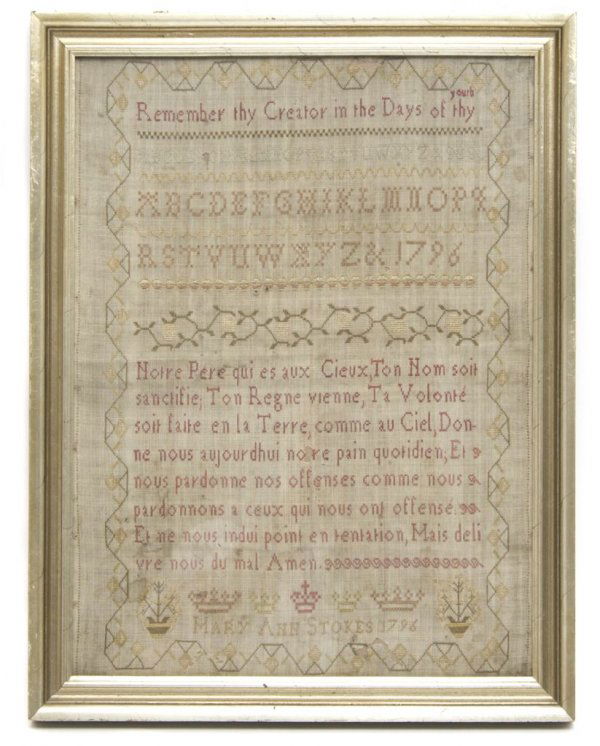 Remember thy Creator in the Days of thy youth
ABCDEFGHIKLMNOPQ
RSTVUWXYZ& 1796
Notre Pere qui es aux Cieux, Ton Nom soit
sanctifie, Ton Regne vienne, Ta Volonté
soit faite en la Terre, comme au Ciel, Don-
ne nous aujourdhui notre pain quotidien; Et
nous pardonne nos offenses comme nous
pardonnons a ceux qui nous ont offensé.
Et ne nous indui point en tentation, Mais deli
vre nous du mal Amen.
MARY ANN STOKES 1796